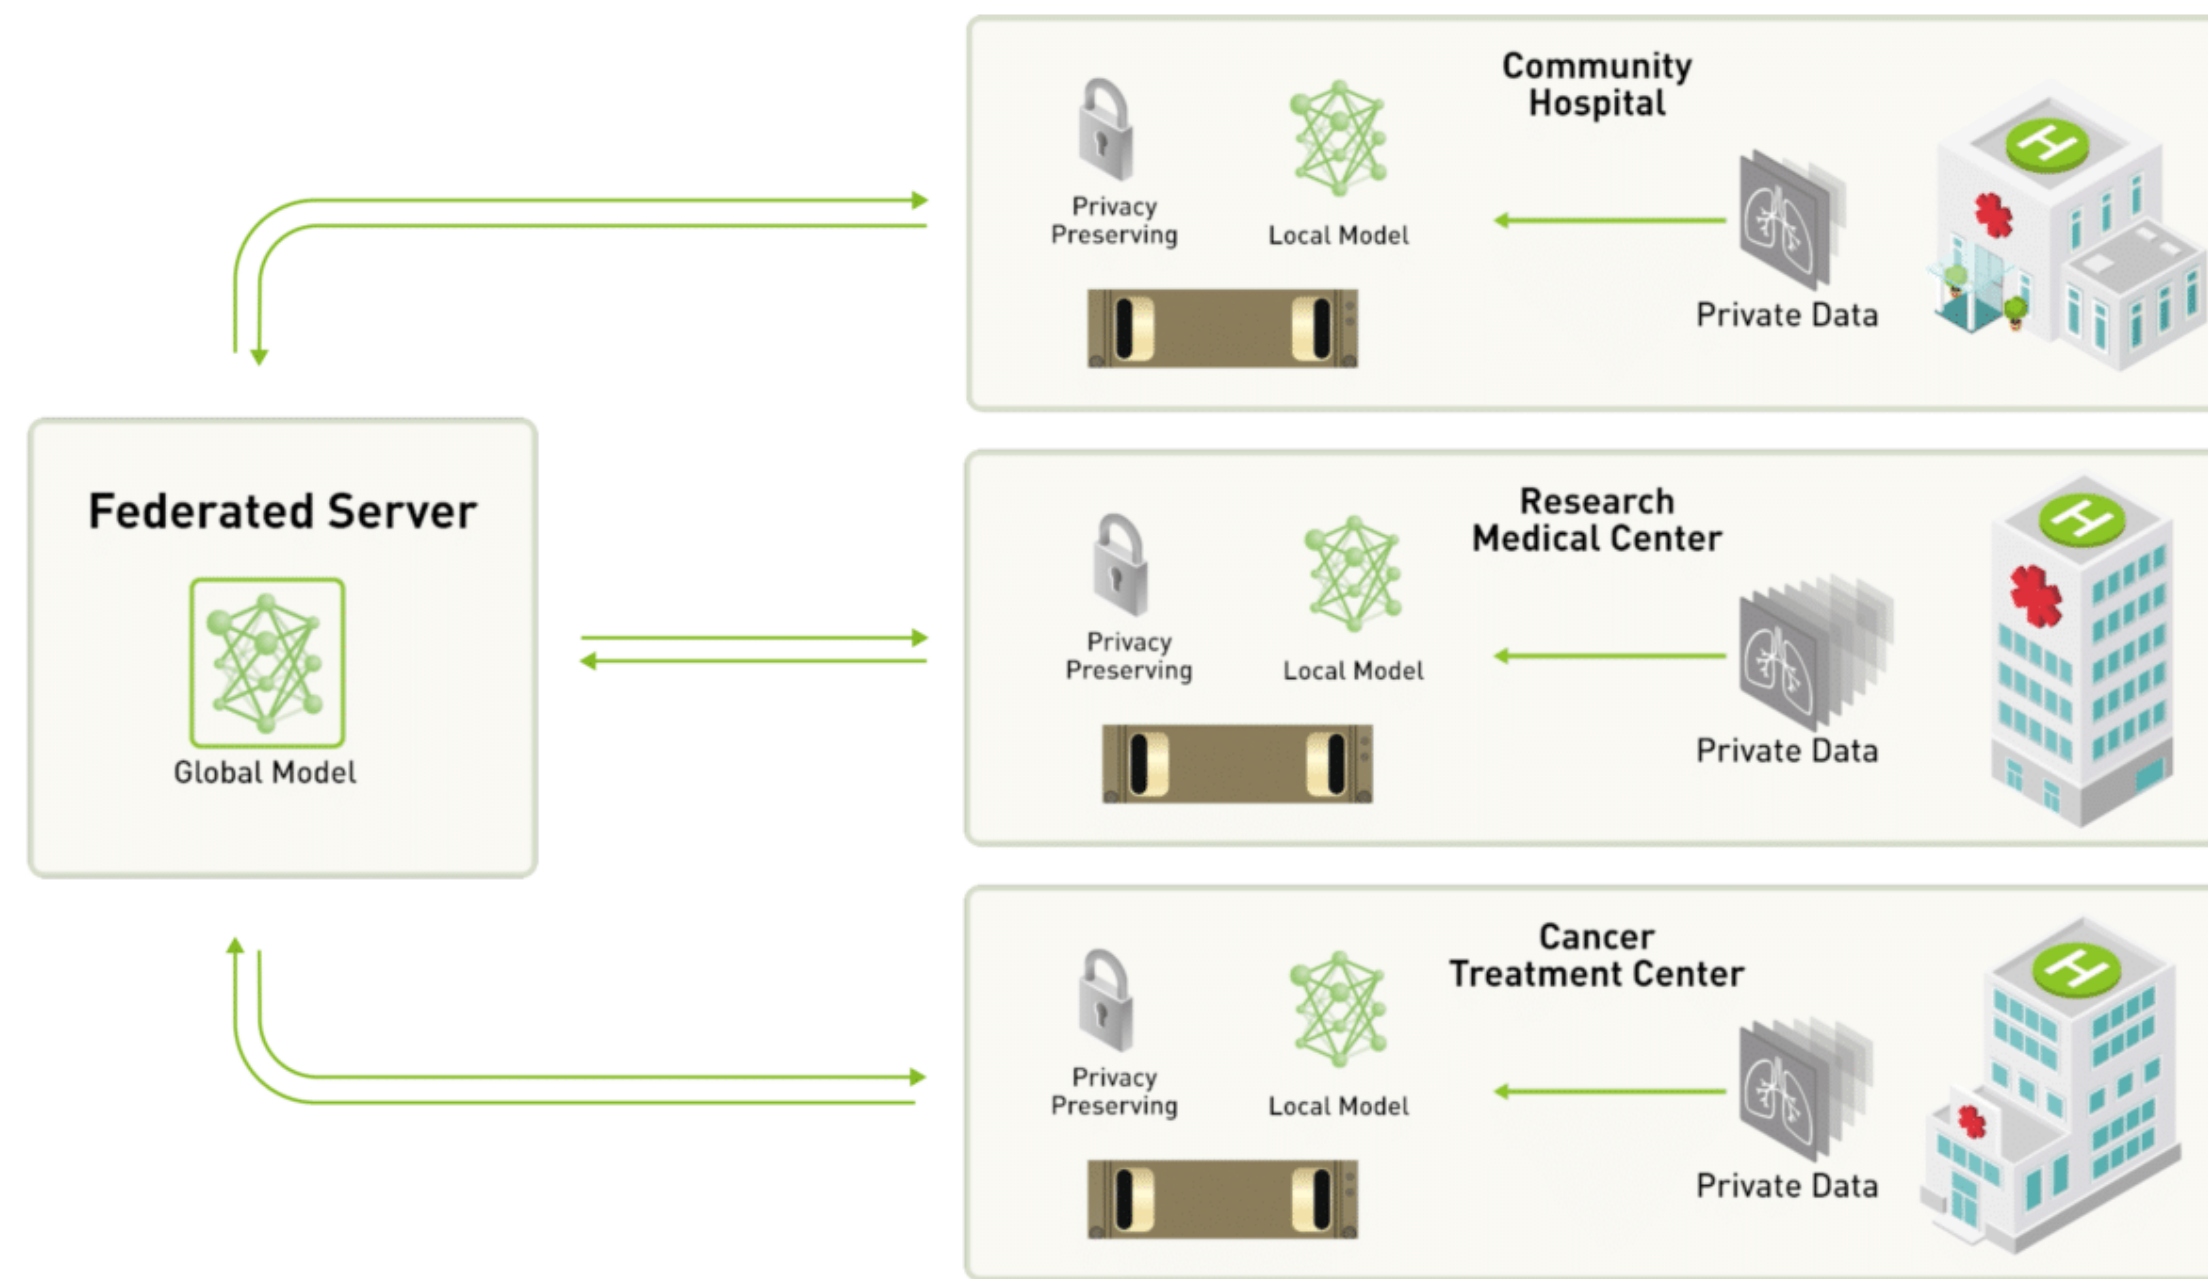 Community
Hospital
Privacy
Preserving
Local Model
Private Data
Federated Server
Global Model
Research
Medical Center
Privacy
Preserving
Local Model
Private Data
Cancer
Treatment Center
Privacy
Preserving
Local Model
Private Data
H
H
H